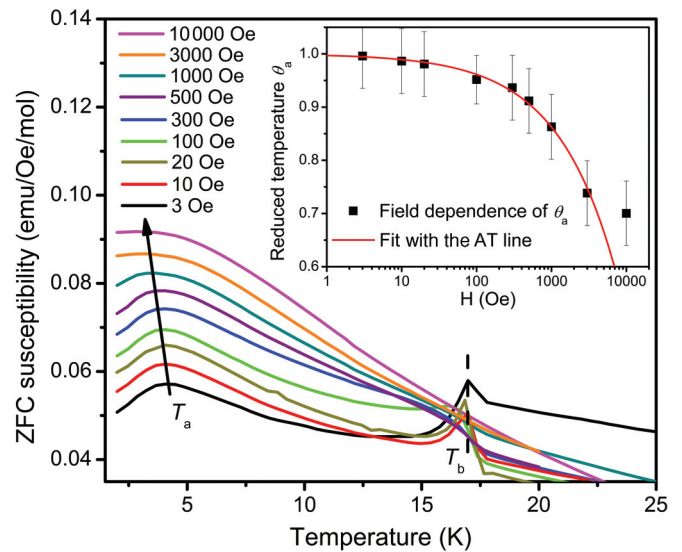 0.14
0.12
0.10
0.08
0.06
0.04
ZFC susceptibility (emu/Oe/mol)
10000 Oe
3000 Oe
1000 Oe
500 Oe
300 Oe
100 Oe
20 Oe
10 Oe
3 Oe
Tₐ
T_b
1.0
0.9
0.8
0.7
0.6
Reduced temperature θₐ
Field dependence of θₐ
Fit with the AT line
1 10 100 1000 10000
H (Oe)
5 10 15 20 25
Temperature (K)